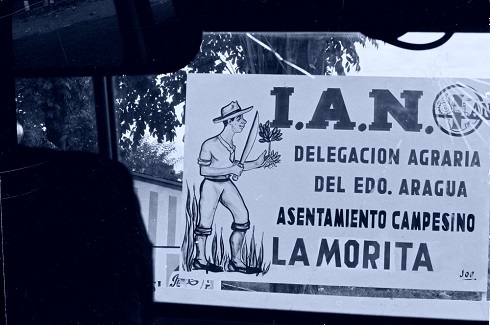 I.A.N.
DELEGACION AGRARIA
DEL EDO. ARAGUA
ASENTAMIENTO CAMPESINO
LA MORITA